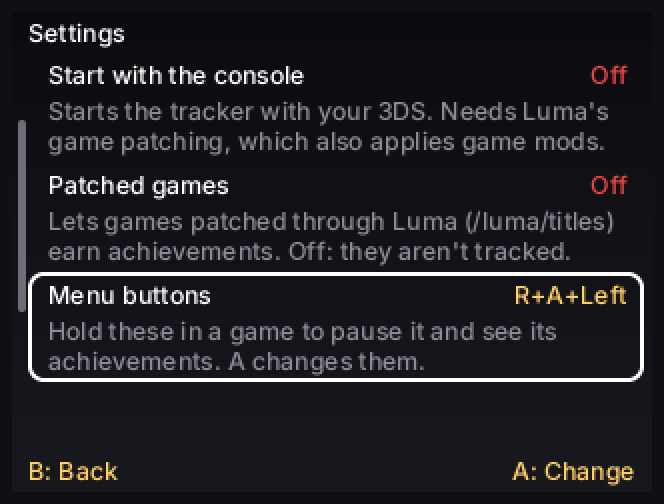 Settings
Start with the console Off
Starts the tracker with your 3DS. Needs Luma's
game patching, which also applies game mods.
Patched games Off
Lets games patched through Luma (/luma/titles)
earn achievements. Off: they aren't tracked.
Menu buttons R+A+Left
Hold these in a game to pause it and see its
achievements. A changes them.
B: Back A: Change